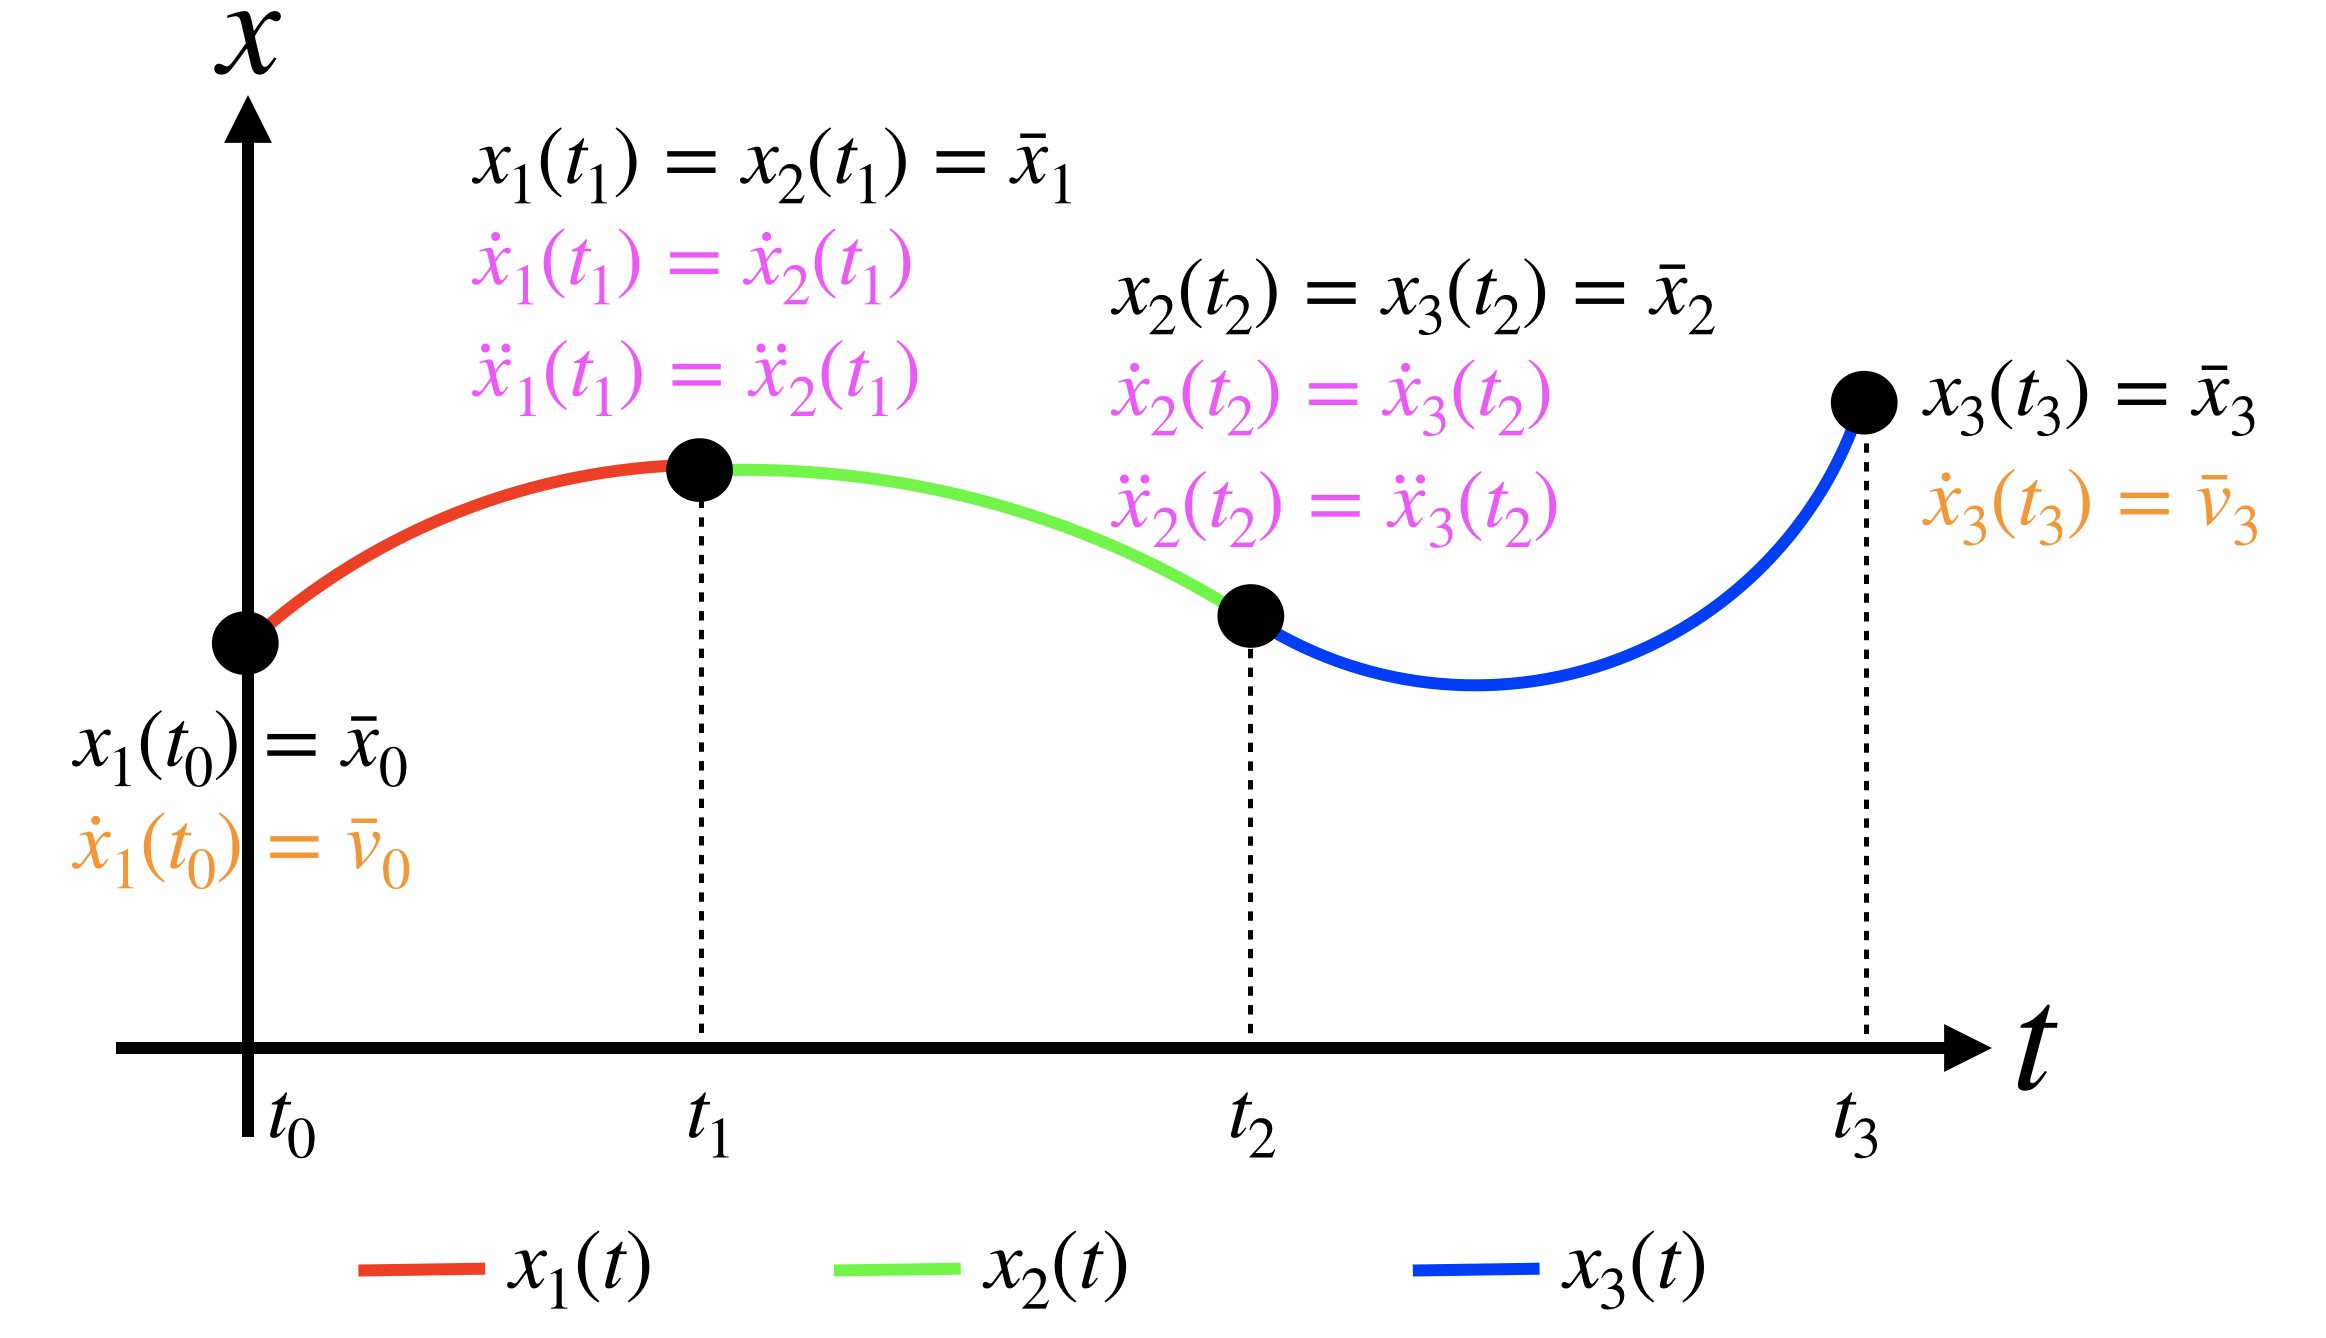 x
x₁(t₁) = x₂(t₁) = x̄₁
ẋ₁(t₁) = ẋ₂(t₁)
ẍ₁(t₁) = ẍ₂(t₁)
x₂(t₂) = x₃(t₂) = x̄₂
ẋ₂(t₂) = ẋ₃(t₂)
ẍ₂(t₂) = ẍ₃(t₂)
x₃(t₃) = x̄₃
ẋ₃(t₃) = v̄₃
x₁(t₀) = x̄₀
ẋ₁(t₀) = v̄₀
t
t₀ t₁ t₂ t₃
x₁(t) x₂(t) x₃(t)